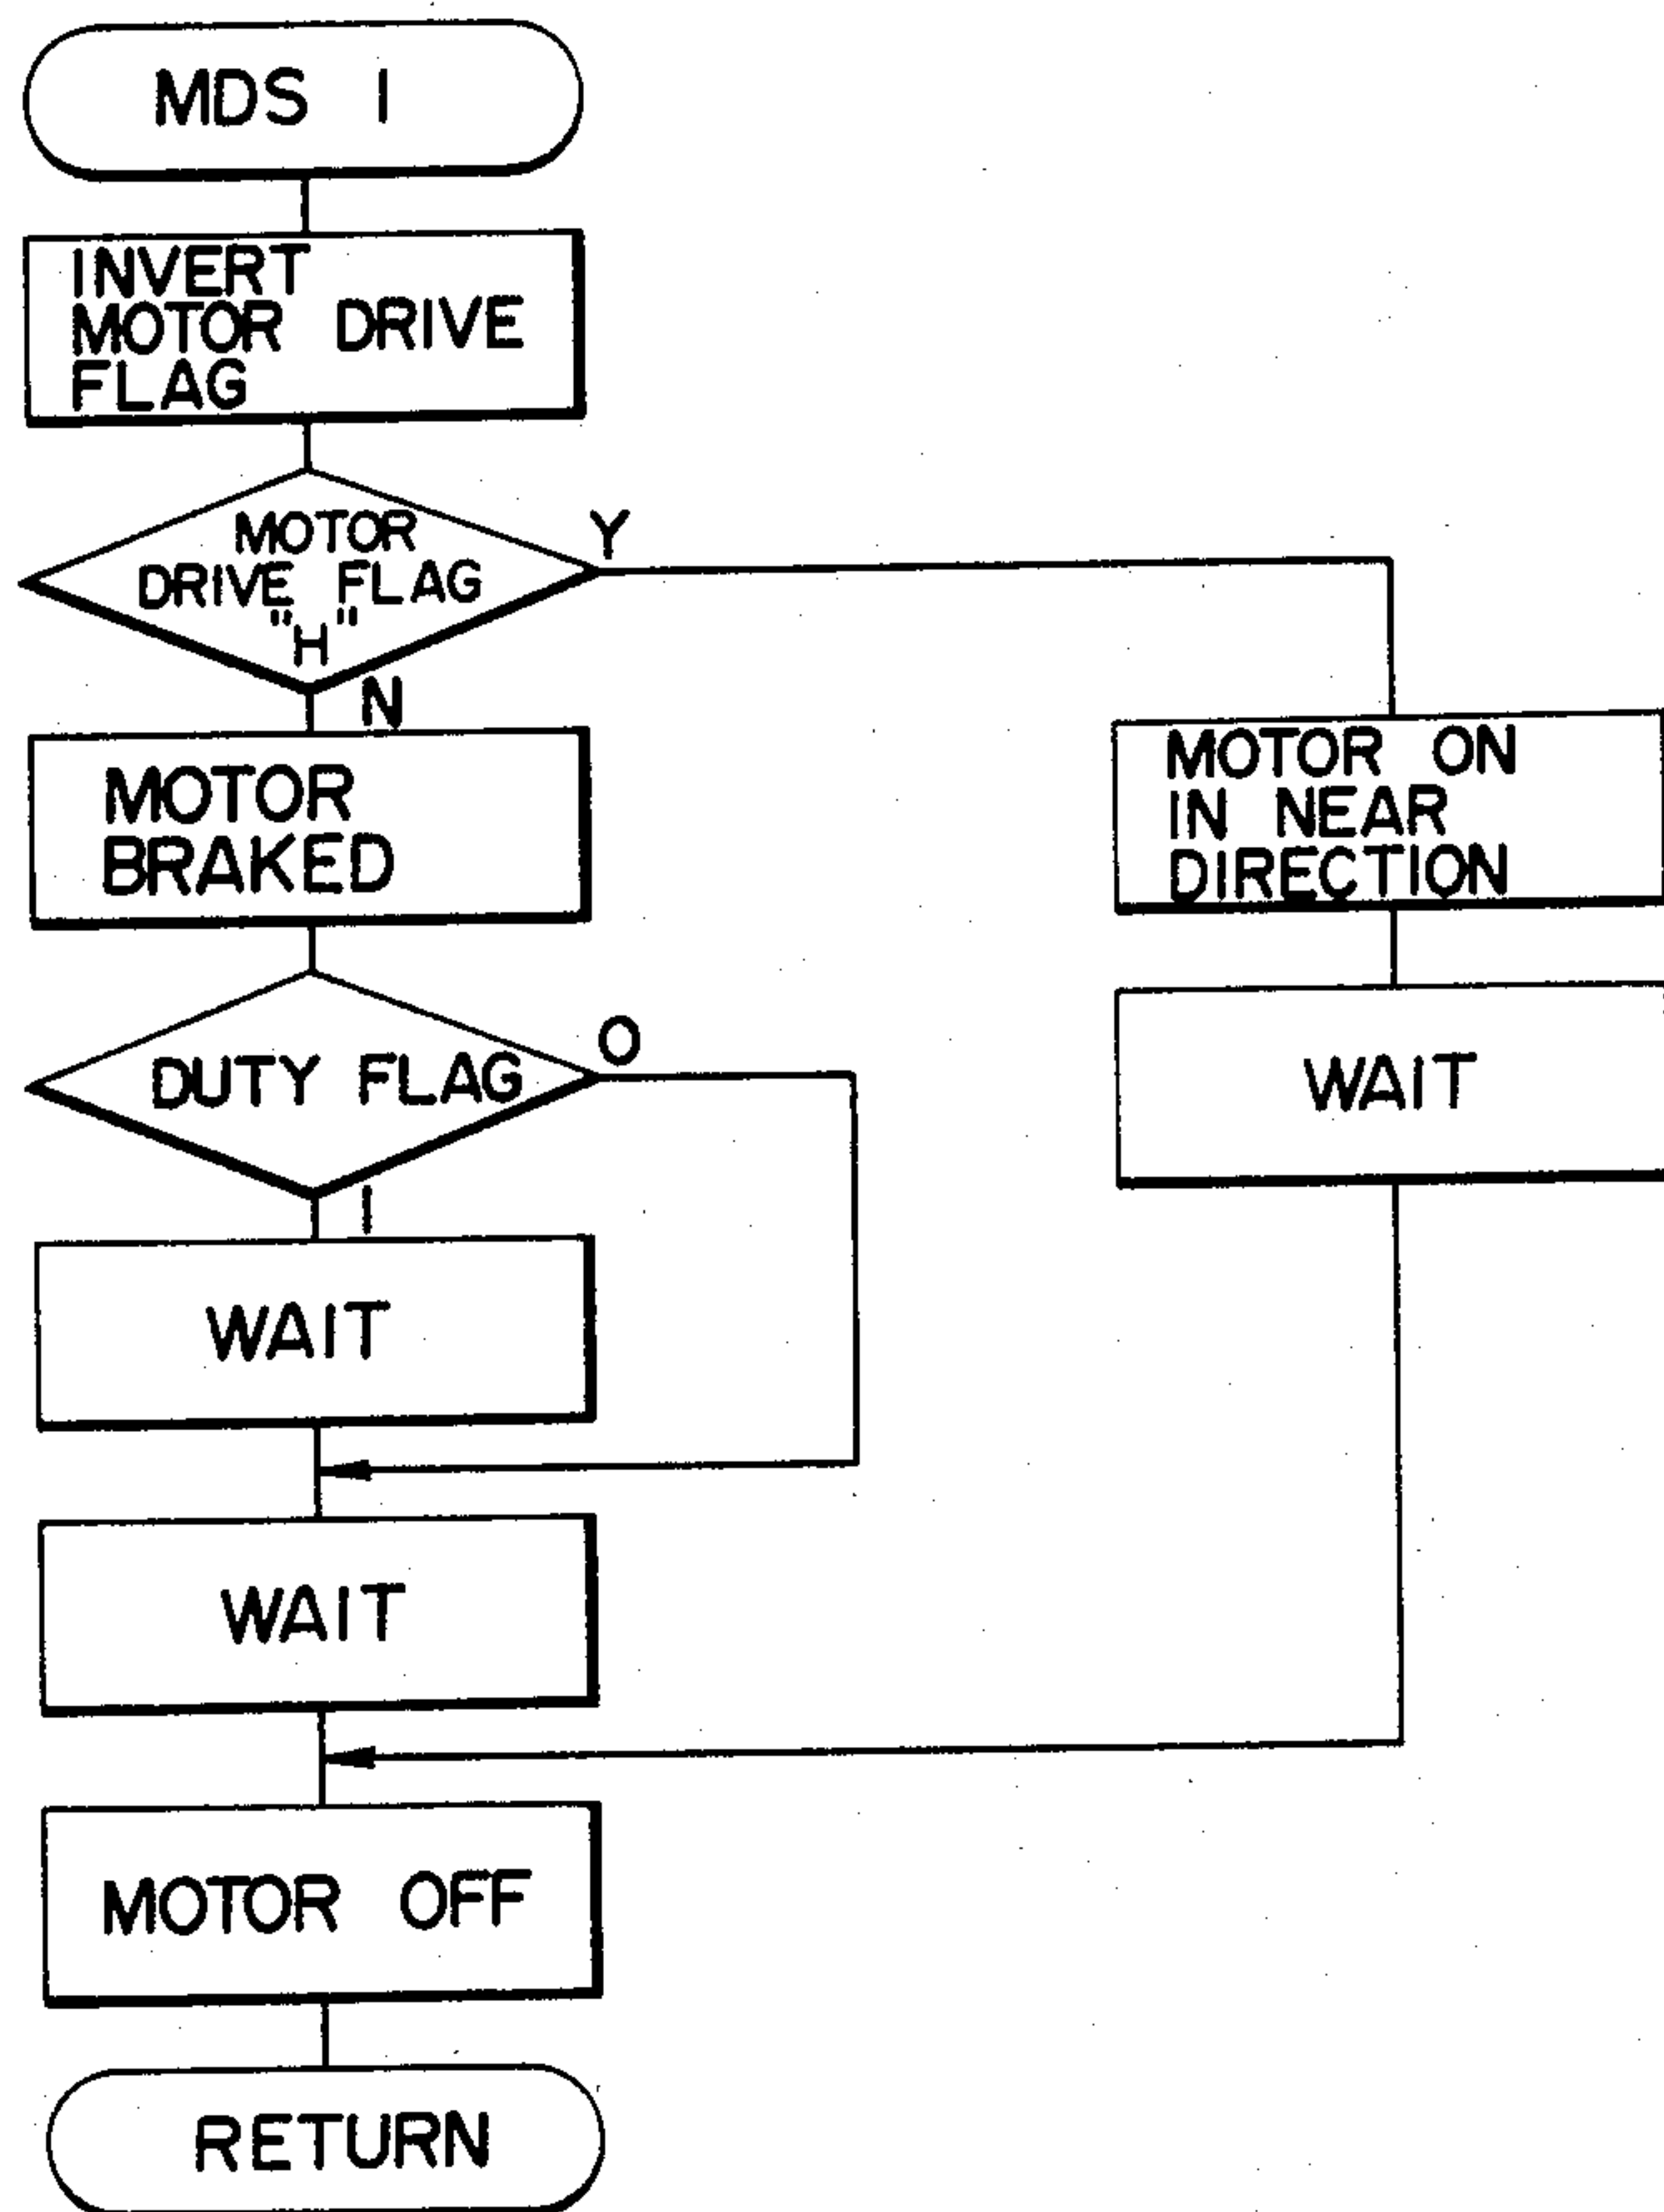 MDS 1
INVERT
MOTOR DRIVE
FLAG
MOTOR
DRIVE FLAG
"H"
Y
N
MOTOR
BRAKED
MOTOR ON
IN NEAR
DIRECTION
DUTY FLAG
0
1
WAIT
WAIT
WAIT
MOTOR OFF
RETURN